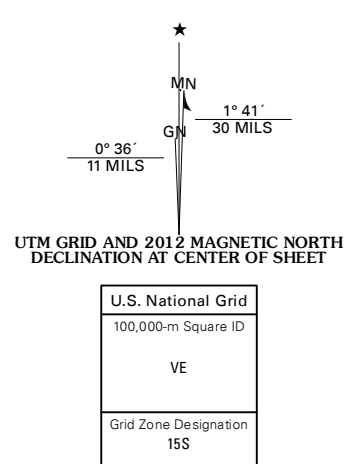 ★
MN
GN
1° 41´
30 MILS
0° 36´
11 MILS
UTM GRID AND 2012 MAGNETIC NORTH
DECLINATION AT CENTER OF SHEET
U.S. National Grid
100,000-m Square ID
VE
Grid Zone Designation
15S